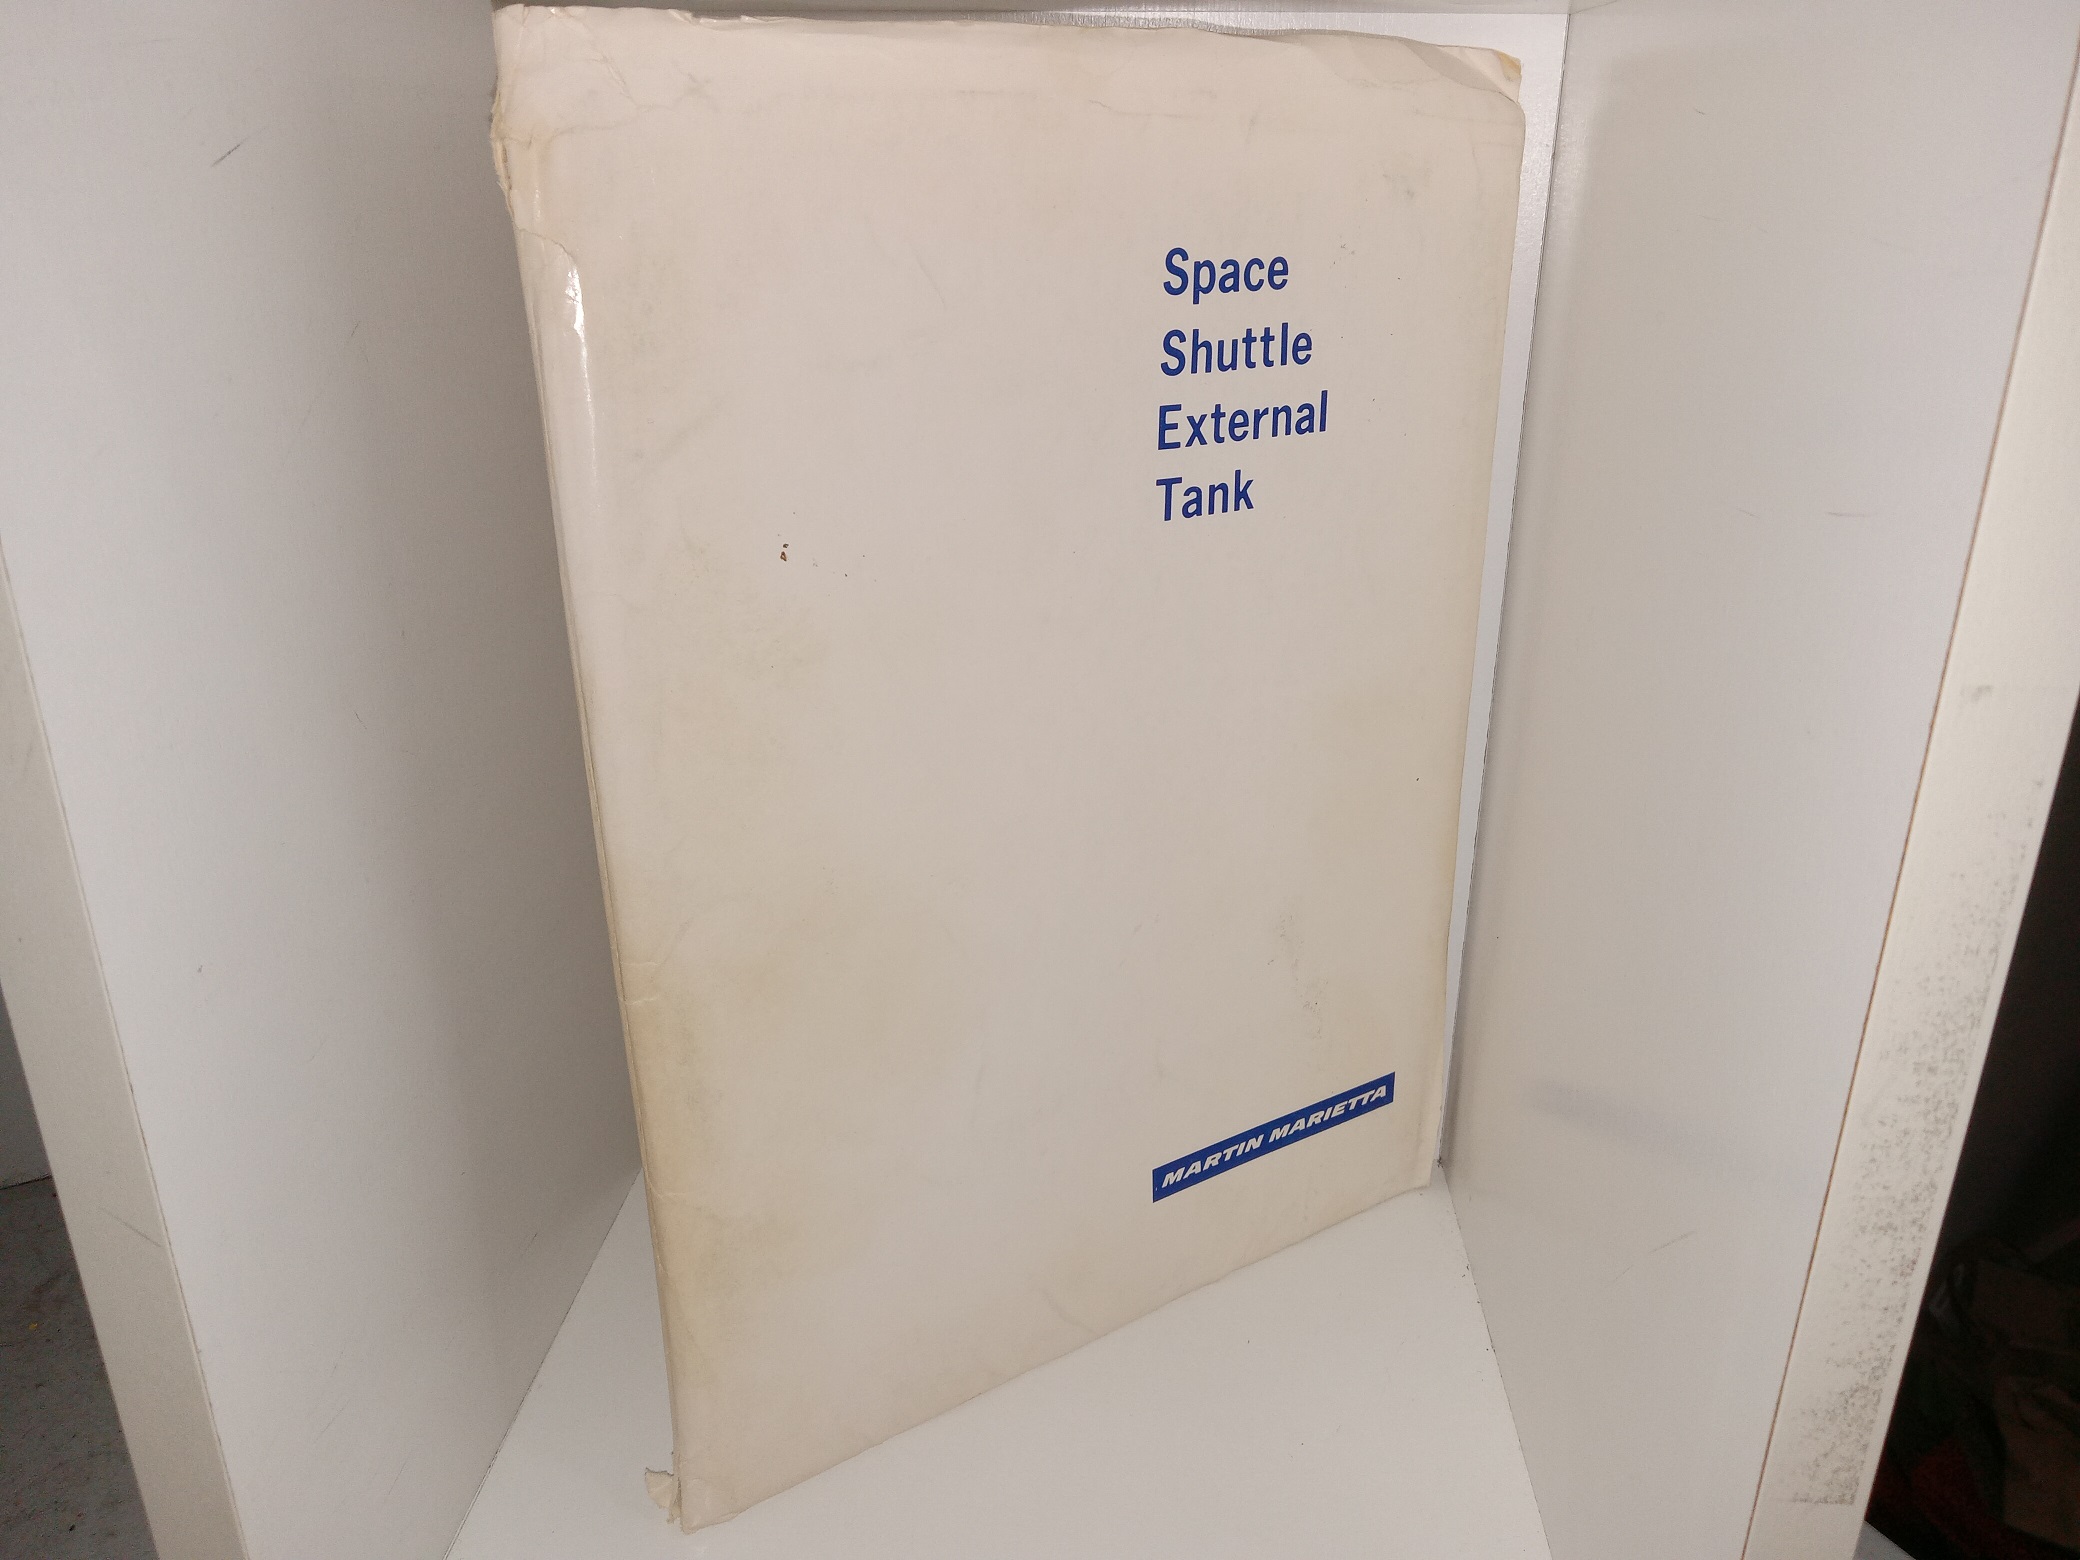 Space
Shuttle
External
Tank
MARTIN MARIETTA